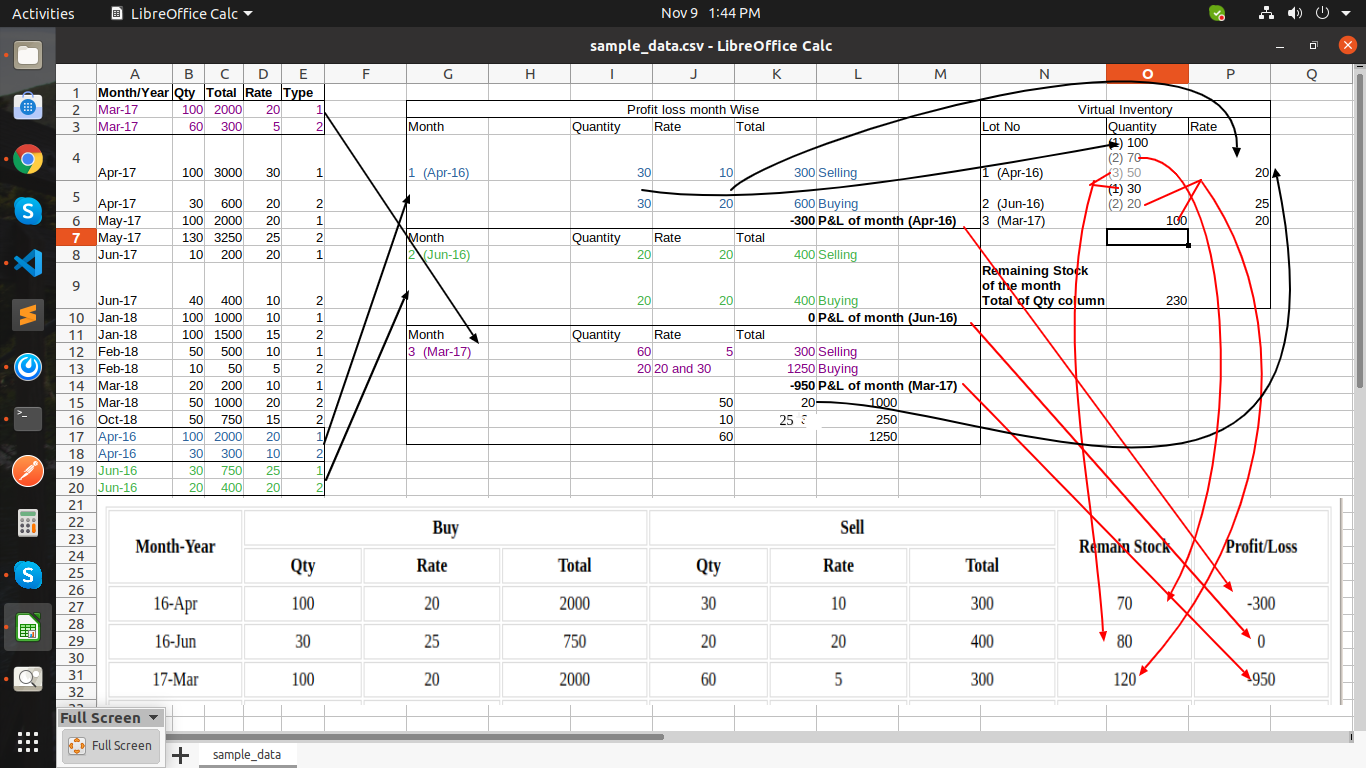 Activities LibreOffice Calc Nov 9 1:44 PM
sample_data.csv - LibreOffice Calc
A B C D E F G H I J K L M N O P Q
1 Month/Year Qty Total Rate Type
2 Mar-17 100 2000 20 1 Profit loss month Wise Virtual Inventory
3 Mar-17 60 300 5 2 Month Quantity Rate Total Lot No Quantity Rate
(1) 100
(2) 70
4 Apr-17 100 3000 30 1 1 (Apr-16) 30 10 300 Selling 1 (Apr-16) (3) 50 20
(1) 30
5 Apr-17 30 600 20 2 30 20 600 Buying 2 (Jun-16) (2) 20 25
6 May-17 100 2000 20 1 -300 P&L of month (Apr-16) 3 (Mar-17) 100 20
7 May-17 130 3250 25 2 Month Quantity Rate Total
8 Jun-17 10 200 20 1 2 (Jun-16) 20 20 400 Selling
Remaining Stock
of the month
9 Jun-17 40 400 10 2 20 20 400 Buying Total of Qty column 230
10 Jan-18 100 1000 10 1 0 P&L of month (Jun-16)
11 Jan-18 100 1500 15 2 Month Quantity Rate Total
12 Feb-18 50 500 10 1 3 (Mar-17) 60 5 300 Selling
13 Feb-18 10 50 5 2 20 20 and 30 1250 Buying
14 Mar-18 20 200 10 1 -950 P&L of month (Mar-17)
15 Mar-18 50 1000 20 2 50 20 1000
16 Oct-18 50 750 15 2 10 25 250
17 Apr-16 100 2000 20 1 60 1250
18 Apr-16 30 300 10 2
19 Jun-16 30 750 25 1
20 Jun-16 20 400 20 2
21
22
23
24
25
26
27
28
29
30
31
32
Month-Year Buy Sell Remain Stock Profit/Loss
Qty Rate Total Qty Rate Total
16-Apr 100 20 2000 30 10 300 70 -300
16-Jun 30 25 750 20 20 400 80 0
17-Mar 100 20 2000 60 5 300 120 -950
Full Screen
Full Screen
sample_data